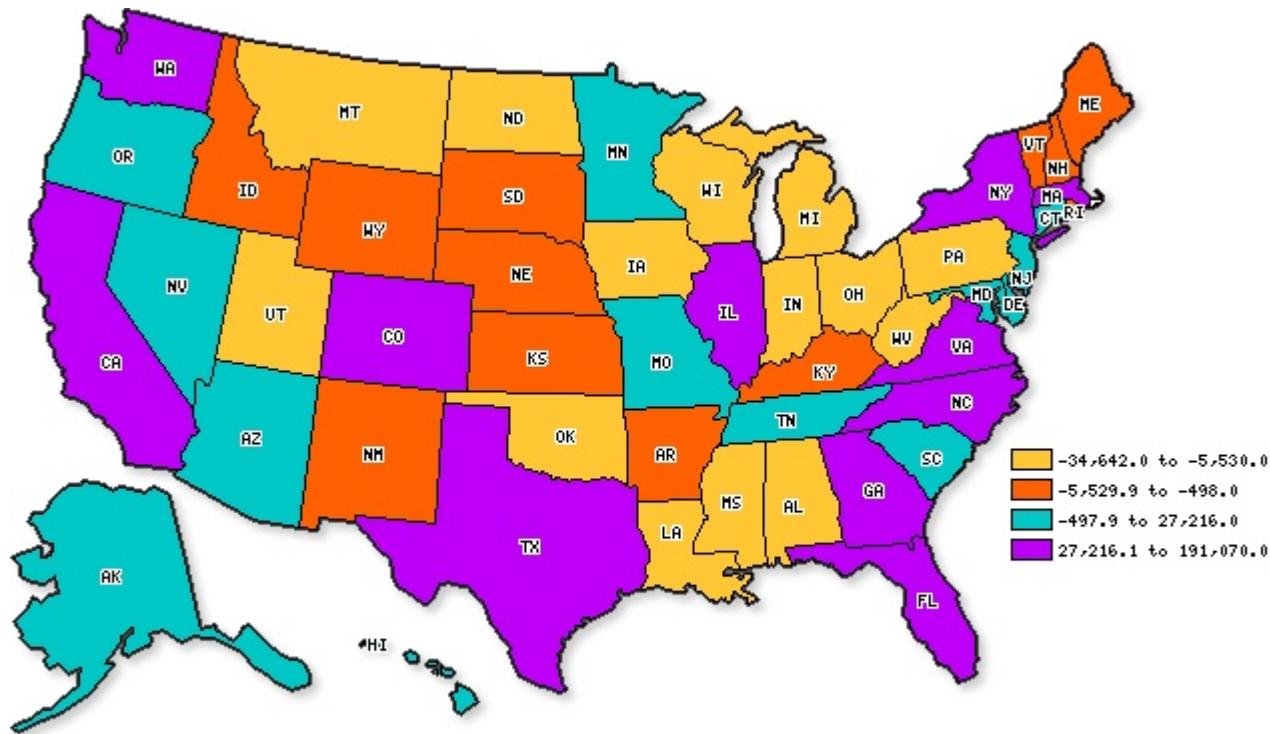 WA
MT
ND
MN
ME
OR
ID
SD
WI
VT
NH
NY
MA
WY
MI
CT
RI
NV
NE
IA
PA
UT
CO
IL
IN
OH
NJ
MD
DE
WV
CA
KS
MO
KY
VA
AZ
NM
OK
AR
TN
NC
SC
MS
AL
GA
LA
TX
FL
AK
HI
-34,642.0 to -5,530.0
-5,529.9 to -498.0
-497.9 to 27,216.0
27,216.1 to 191,070.0